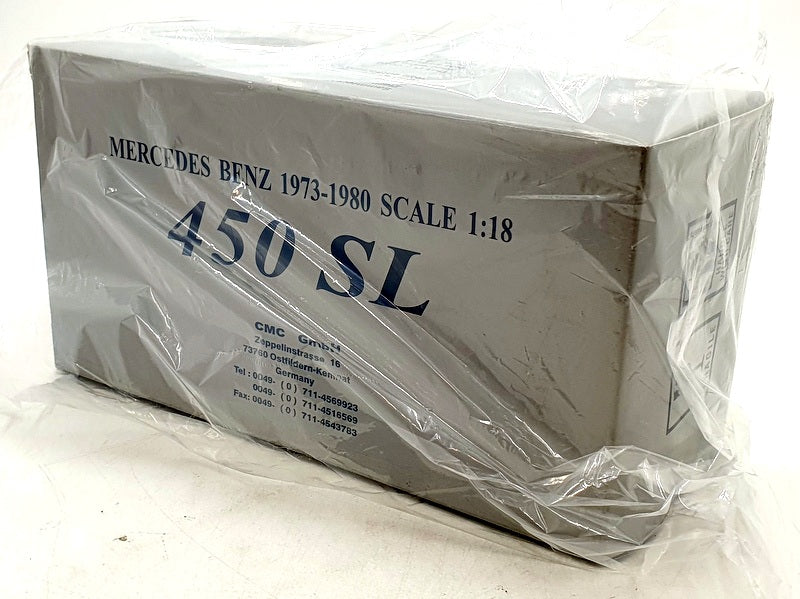 MERCEDES BENZ 1973-1980 SCALE 1:18
450 SL
CMC GmbH
Zeppelinstrasse 16
73760 Ostfildern-Kemnat
Germany
Tel : 0049- (0) 711-4569923
0049- (0) 711-4516569
Fax: 0049- (0) 711-4543783